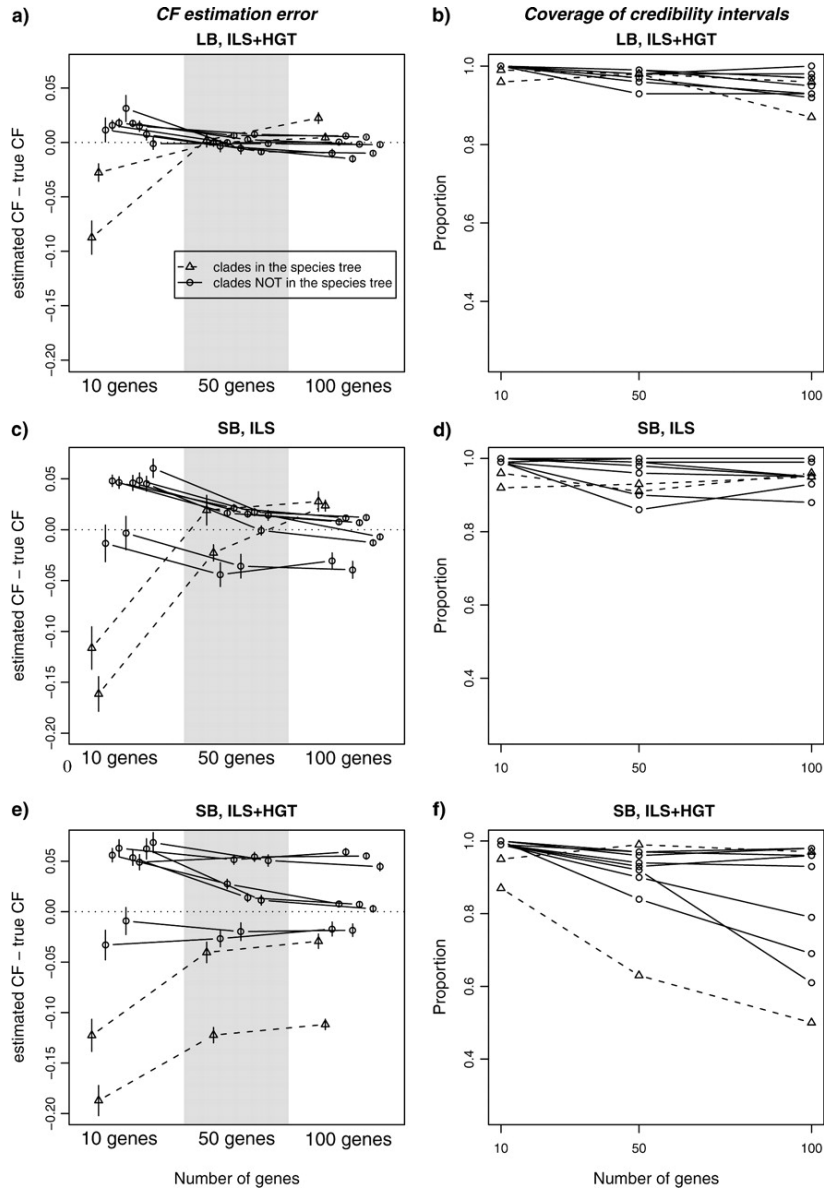 a)
CF estimation error
LB, ILS+HGT
estimated CF − true CF
0.05
0.00
−0.05
−0.10
−0.15
−0.20
clades in the species tree
clades NOT in the species tree
10 genes
50 genes
100 genes
b)
Coverage of credibility intervals
LB, ILS+HGT
Proportion
1.0
0.8
0.6
0.4
10
50
100
c)
SB, ILS
estimated CF − true CF
0.05
0.00
−0.05
−0.10
−0.15
−0.20
0
10 genes
50 genes
100 genes
d)
SB, ILS
Proportion
1.0
0.8
0.6
0.4
10
50
100
e)
SB, ILS+HGT
estimated CF − true CF
0.05
0.00
−0.05
−0.10
−0.15
−0.20
10 genes
50 genes
100 genes
Number of genes
f)
SB, ILS+HGT
Proportion
1.0
0.8
0.6
0.4
10
50
100
Number of genes